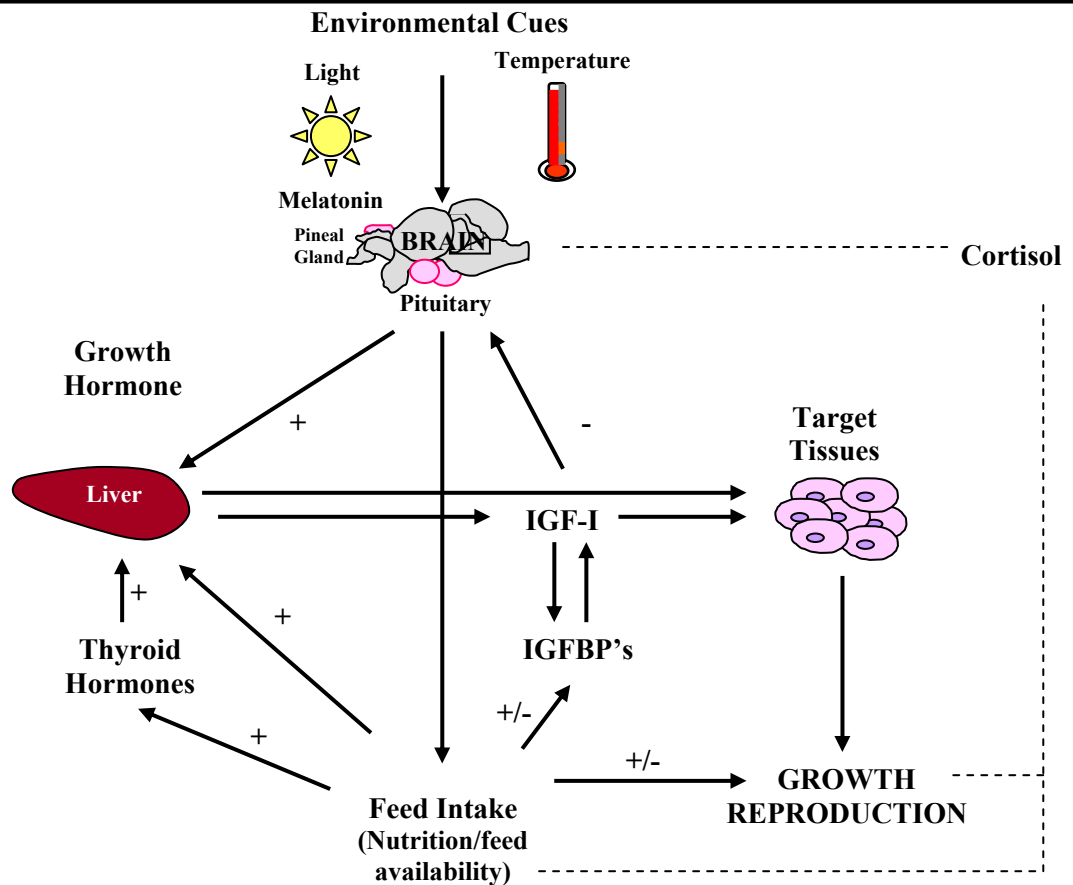 Environmental Cues
Light
Temperature
Melatonin
Pineal
Gland
BRAIN
Cortisol
Pituitary
Growth
Hormone
+
-
Target
Tissues
Liver
IGF-I
+
+
Thyroid
Hormones
IGFBP's
+
+/-
+/-
Feed Intake
(Nutrition/feed
availability)
GROWTH
REPRODUCTION